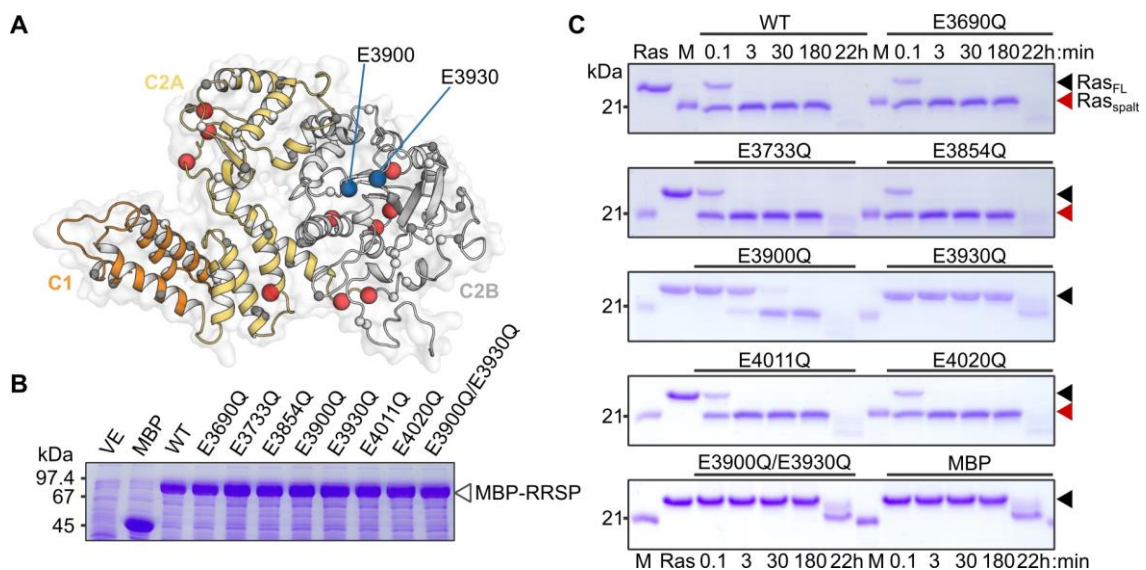 A
E3900
E3930
C2A
C1
C2B
B
kDa
VE
MBP
WT
E3690Q
E3733Q
E3854Q
E3900Q
E3930Q
E4011Q
E4020Q
E3900Q/E3930Q
97.4
67
45
MBP-RRSP
C
WT E3690Q
Ras M 0.1 3 30 180 22h M 0.1 3 30 180 22h:min
kDa
21
RasFL
Rasspalt
E3733Q E3854Q
21
E3900Q E3930Q
21
E4011Q E4020Q
21
E3900Q/E3930Q MBP
21
M Ras 0.1 3 30 180 22h M 0.1 3 30 180 22h:min